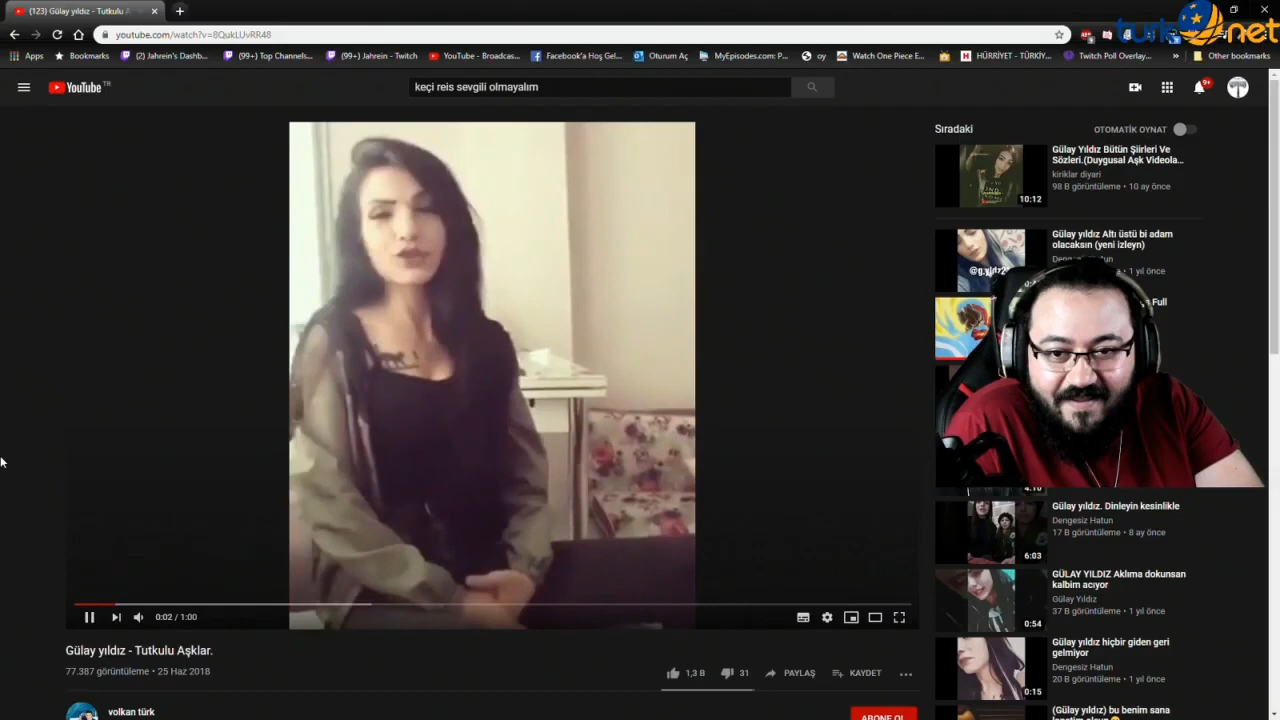 (123) Gülay yıldız - Tutkulu A
turk.net
youtube.com/watch?v=8QukLUvRR48
Apps
Bookmarks
(2) Jahrein's Dashb...
(99+) Top Channels...
(99+) Jahrein - Twitch
YouTube - Broadcas...
Facebook'a Hoş Gel...
Oturum Aç
MyEpisodes.com: P...
oy
Watch One Piece E...
HÜRRİYET - TÜRKİY...
Twitch Poll Overlay...
»
Other bookmarks
YouTube TR
keçi reis sevgili olmayalım
9+
Sıradaki
OTOMATİK OYNAT
Gülay Yıldız Bütün Şiirleri Ve
Sözleri.(Duygusal Aşk Videola...
kiriklar diyari
98 B görüntüleme • 10 ay önce
10:12
Gülay yıldız Altı üstü bi adam
olacaksın (yeni izleyn)
1 yıl önce
Full
Gülay yıldız. Dinleyin kesinlikle
Dengesiz Hatun
17 B görüntüleme • 8 ay önce
6:03
GÜLAY YILDIZ Aklıma dokunsan
kalbim acıyor
Gülay Yıldız
37 B görüntüleme • 1 yıl önce
0:54
Gülay yıldız hiçbir giden geri
gelmiyor
Dengesiz Hatun
20 B görüntüleme • 1 yıl önce
0:15
(Gülay yıldız) bu benim sana
0:02 / 1:00
Gülay yıldız - Tutkulu Aşklar.
77.387 görüntüleme • 25 Haz 2018
1,3 B
31
PAYLAŞ
KAYDET
volkan türk
ABONE OL